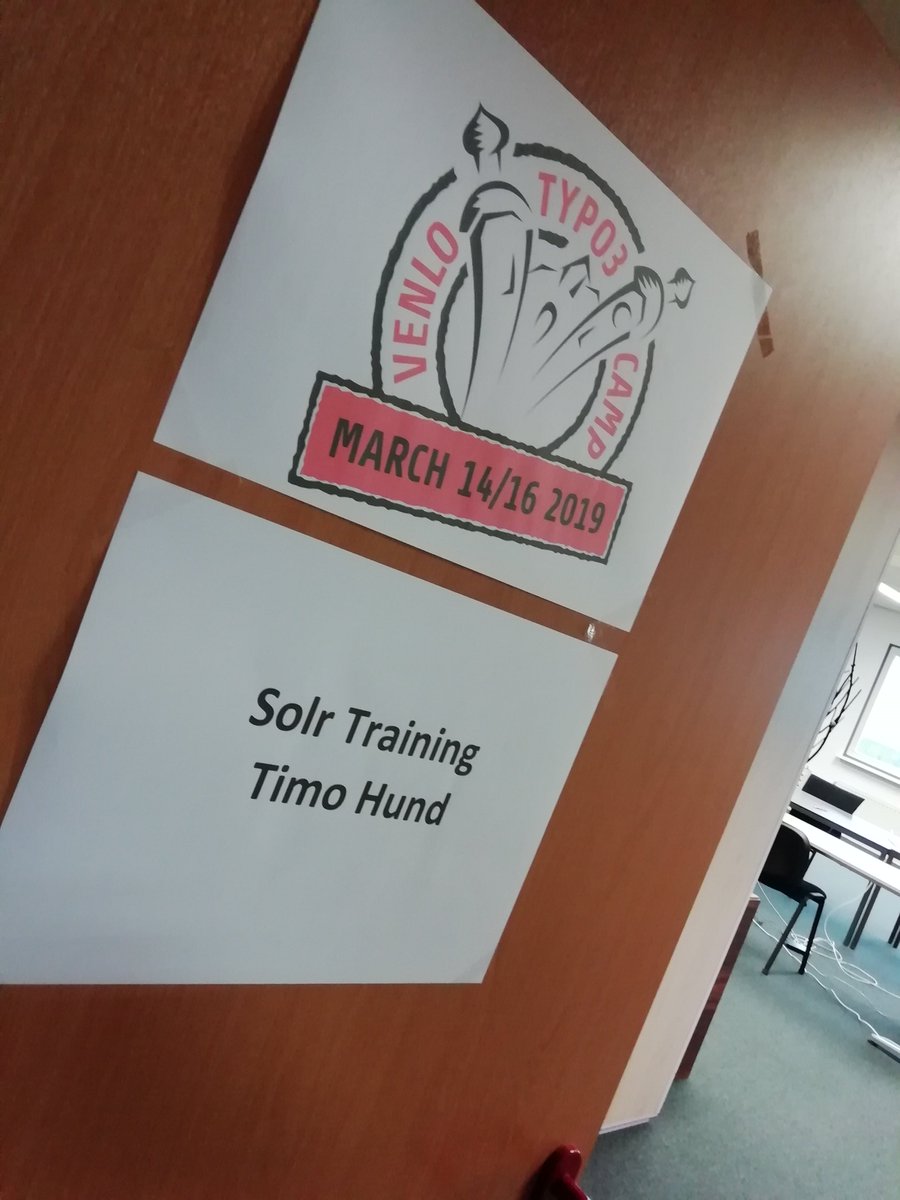 VENLO TYPO3 CAMP
MARCH 14/16 2019
Solr Training
Timo Hund